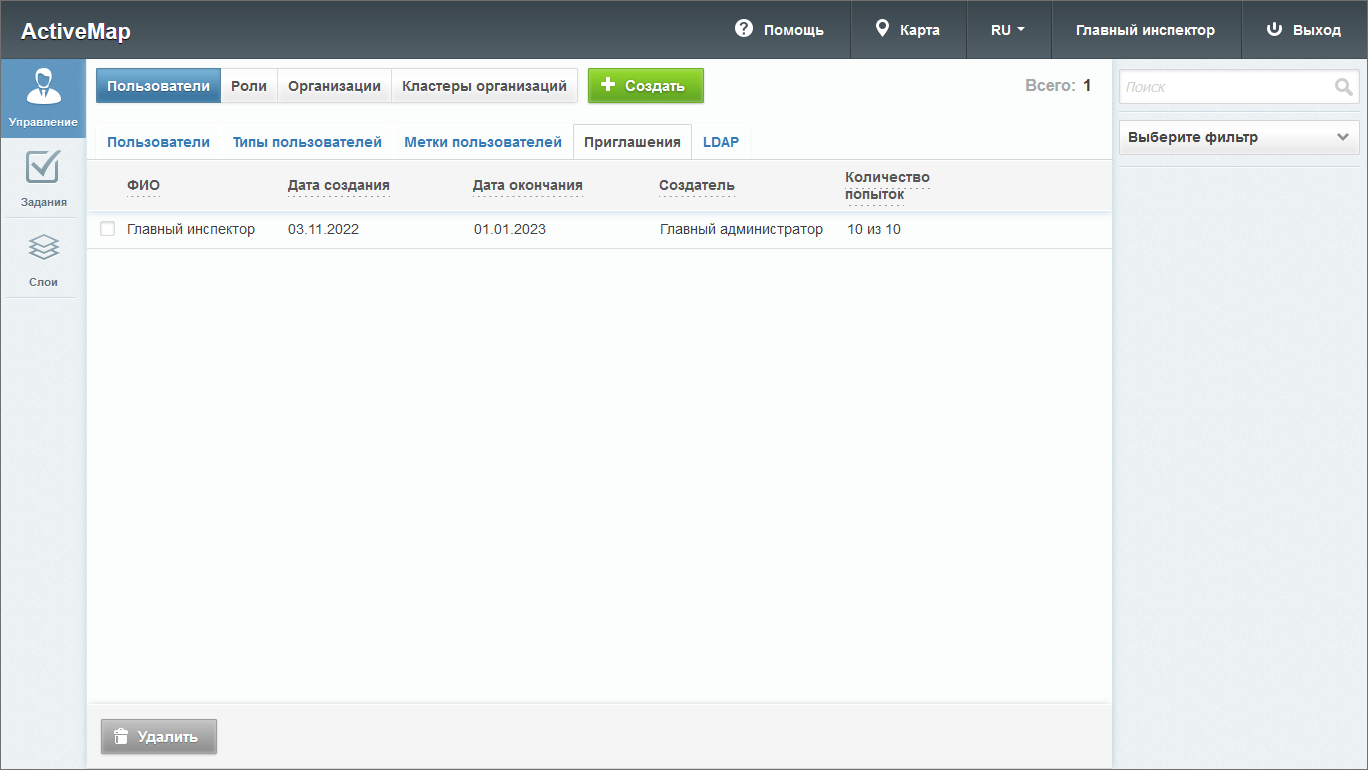 ActiveMap
Помощь
Карта
RU
Главный инспектор
Выход
Управление
Задания
Слои
Пользователи
Роли
Организации
Кластеры организаций
Создать
Всего: 1
Пользователи
Типы пользователей
Метки пользователей
Приглашения
LDAP
ФИО
Дата создания
Дата окончания
Создатель
Количество
попыток
Главный инспектор
03.11.2022
01.01.2023
Главный администратор
10 из 10
Удалить
Поиск
Выберите фильтр